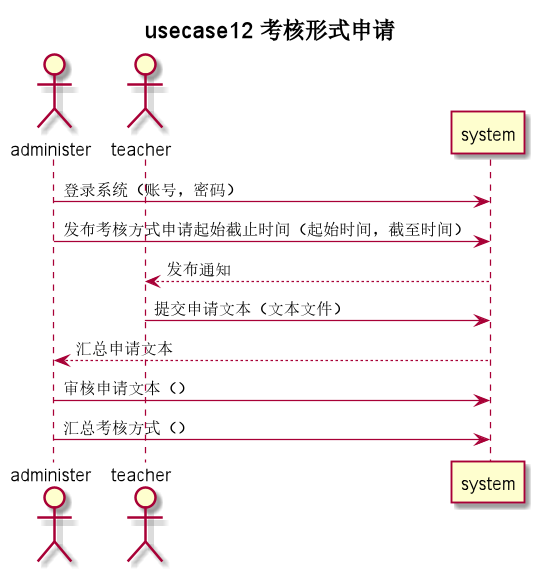 usecase12 考核形式申请
administer teacher system
登录系统（账号，密码）
发布考核方式申请起始截止时间（起始时间，截至时间）
发布通知
提交申请文本（文本文件）
汇总申请文本
审核申请文本（）
汇总考核方式（）
administer teacher system